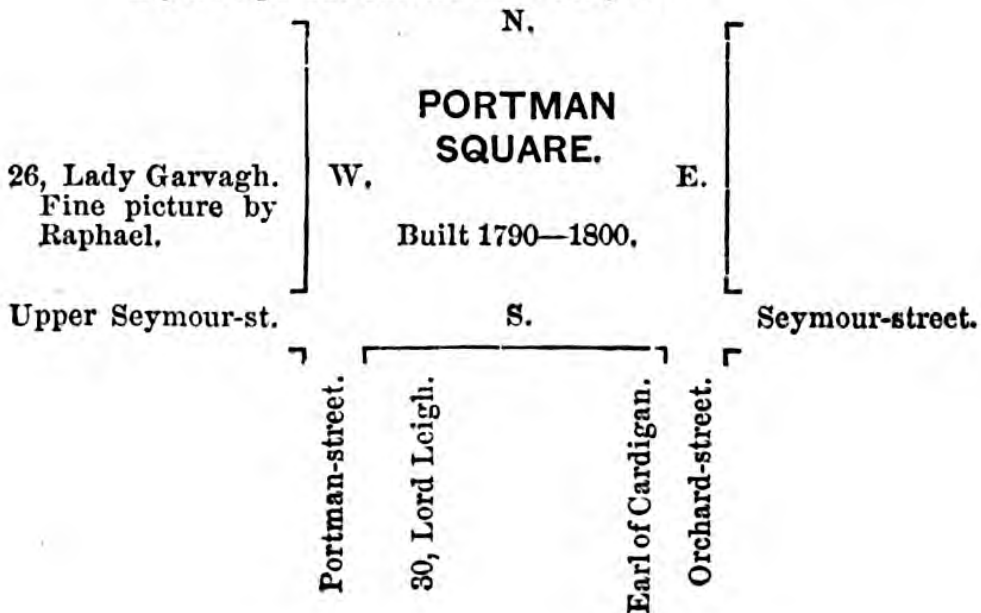 N.
PORTMAN
SQUARE.
26, Lady Garvagh.
Fine picture by
Raphael.
W.
E.
Built 1790—1800.
Upper Seymour-st.
S.
Seymour-street.
Portman-street.
30, Lord Leigh.
Earl of Cardigan.
Orchard-street.